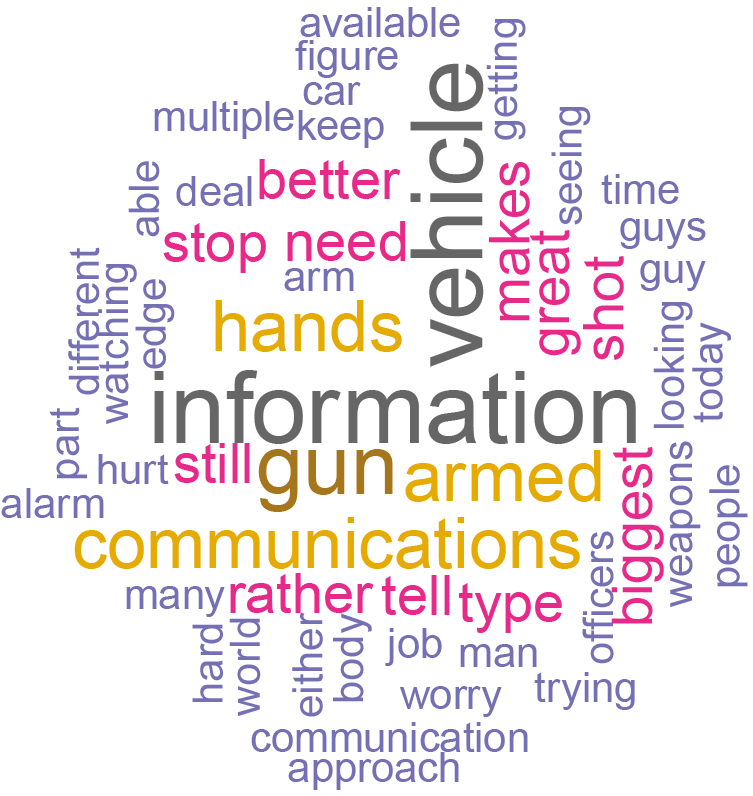 available
figure
car
multiple
keep
getting
vehicle
able
deal
better
makes
seeing
time
guys
stop
need
great
shot
guy
arm
different
watching
edge
hands
looking
today
information
part
hurt
still
gun
armed
biggest
weapons
people
alarm
communications
officers
many
rather
tell
type
hard
world
either
body
job
man
worry
trying
communication
approach